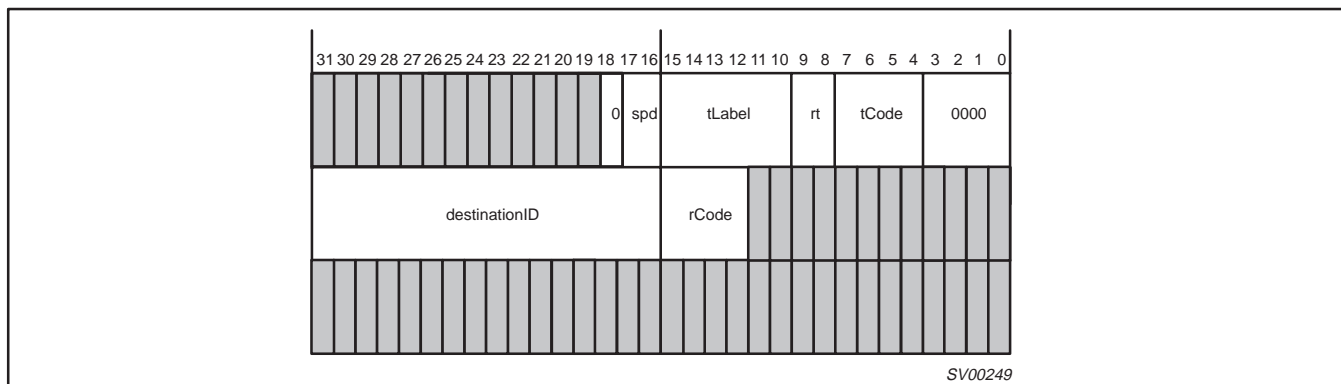 31 30 29 28 27 26 25 24 23 22 21 20 19 18 17 16 15 14 13 12 11 10 9 8 7 6 5 4 3 2 1 0
0 spd tLabel rt tCode 0000
destinationID rCode
SV00249